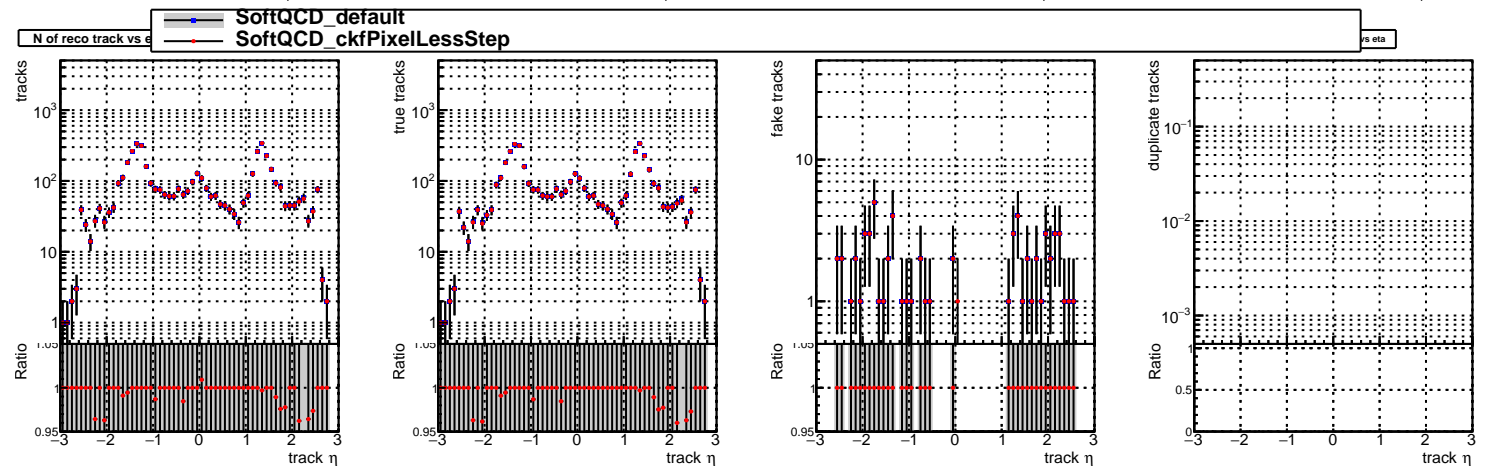 SoftQCD_default
SoftQCD_ckfPixelLessStep
N of reco track vs e
vs eta
tracks
10³
10²
10
1
Ratio
1.05
1
0.95
−3 −2 −1 0 1 2 3
track η
true tracks
10³
10²
10
1
Ratio
1.05
1
0.95
−3 −2 −1 0 1 2 3
track η
fake tracks
10
1
Ratio
1.05
1
0.95
−3 −2 −1 0 1 2 3
track η
duplicate tracks
10⁻¹
10⁻²
10⁻³
Ratio
1
0.5
0
−3 −2 −1 0 1 2 3
track η